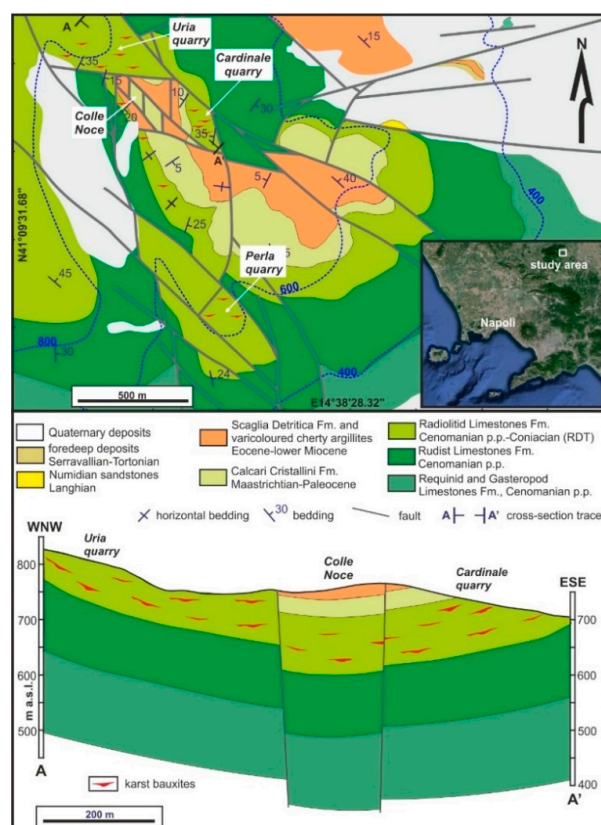 A
Uria
quarry
Cardinale
quarry
15
N
35
15
10
30
20
Colle
Noce
35
A'
400
5
5
40
N41°09'31.68"
25
5
study area
Perla
quarry
600
45
Napoli
800
30
400
24
500 m
E14°38'28.32"
Quaternary deposits
foredeep deposits
Serravallian-Tortonian
Numidian sandstones
Langhian
Scaglia Detritica Fm. and
varicoloured cherty argillites
Eocene-lower Miocene
Calcari Cristallini Fm.
Maastrichtian-Paleocene
Radiolitid Limestones Fm.
Cenomanian p.p.-Coniacian (RDT)
Rudist Limestones Fm.
Cenomanian p.p.
Requinid and Gasteropod
Limestones Fm., Cenomanian p.p.
horizontal bedding
30 bedding
fault
A A' cross-section trace
WNW
Uria
quarry
Colle
Noce
Cardinale
quarry
ESE
800
700
700
600
600
500
500
400
m a.s.l.
A
A'
karst bauxites
200 m